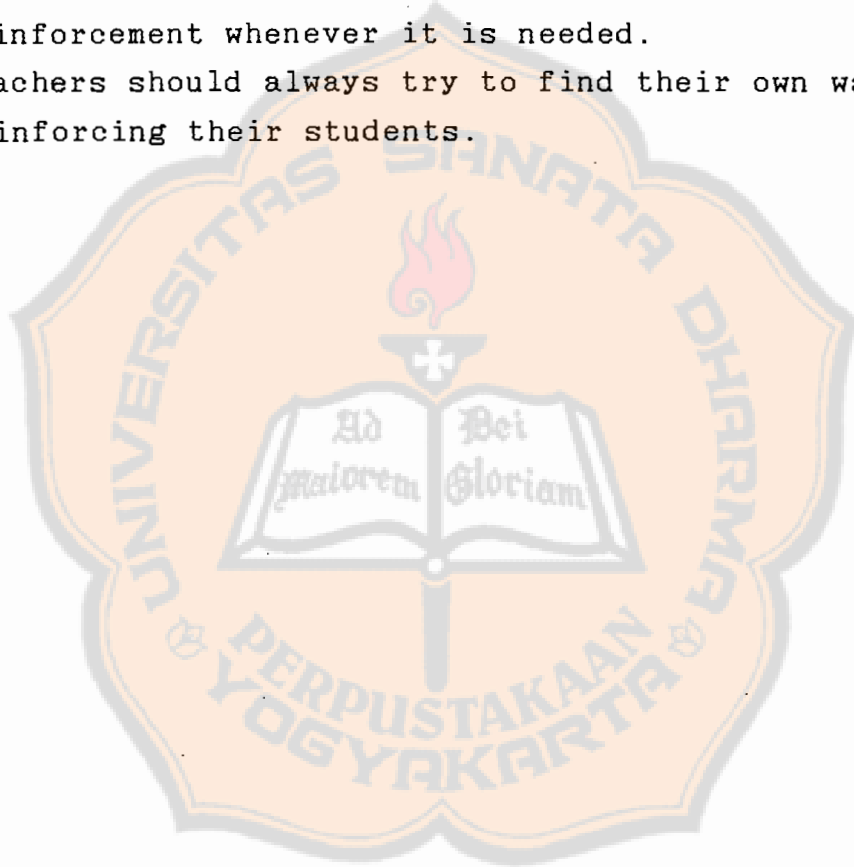 inforcement whenever it is needed.
achers should always try to find their own wa
inforcing their students.
UNIVERSITAS SANATA DHARMA
Ad Dei
Maiorem Gloriam
PERPUSTAKAAN
YOGYAKARTA